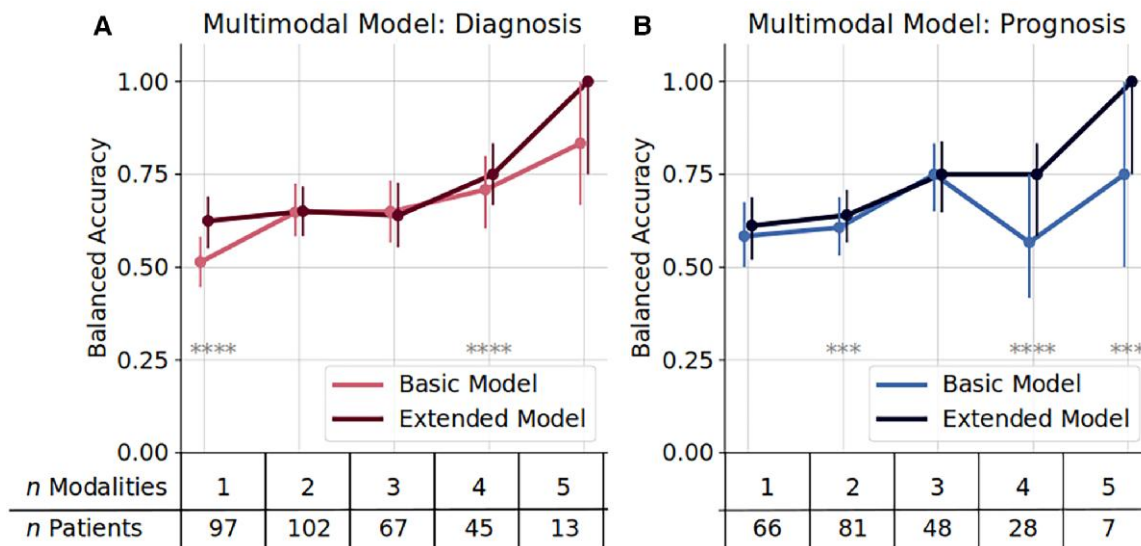 A
Multimodal Model: Diagnosis
Balanced Accuracy
1.00
0.75
0.50
0.25
0.00
****
****
Basic Model
Extended Model
n Modalities 1 2 3 4 5
n Patients 97 102 67 45 13
B
Multimodal Model: Prognosis
Balanced Accuracy
1.00
0.75
0.50
0.25
0.00
***
****
***
Basic Model
Extended Model
1 2 3 4 5
66 81 48 28 7